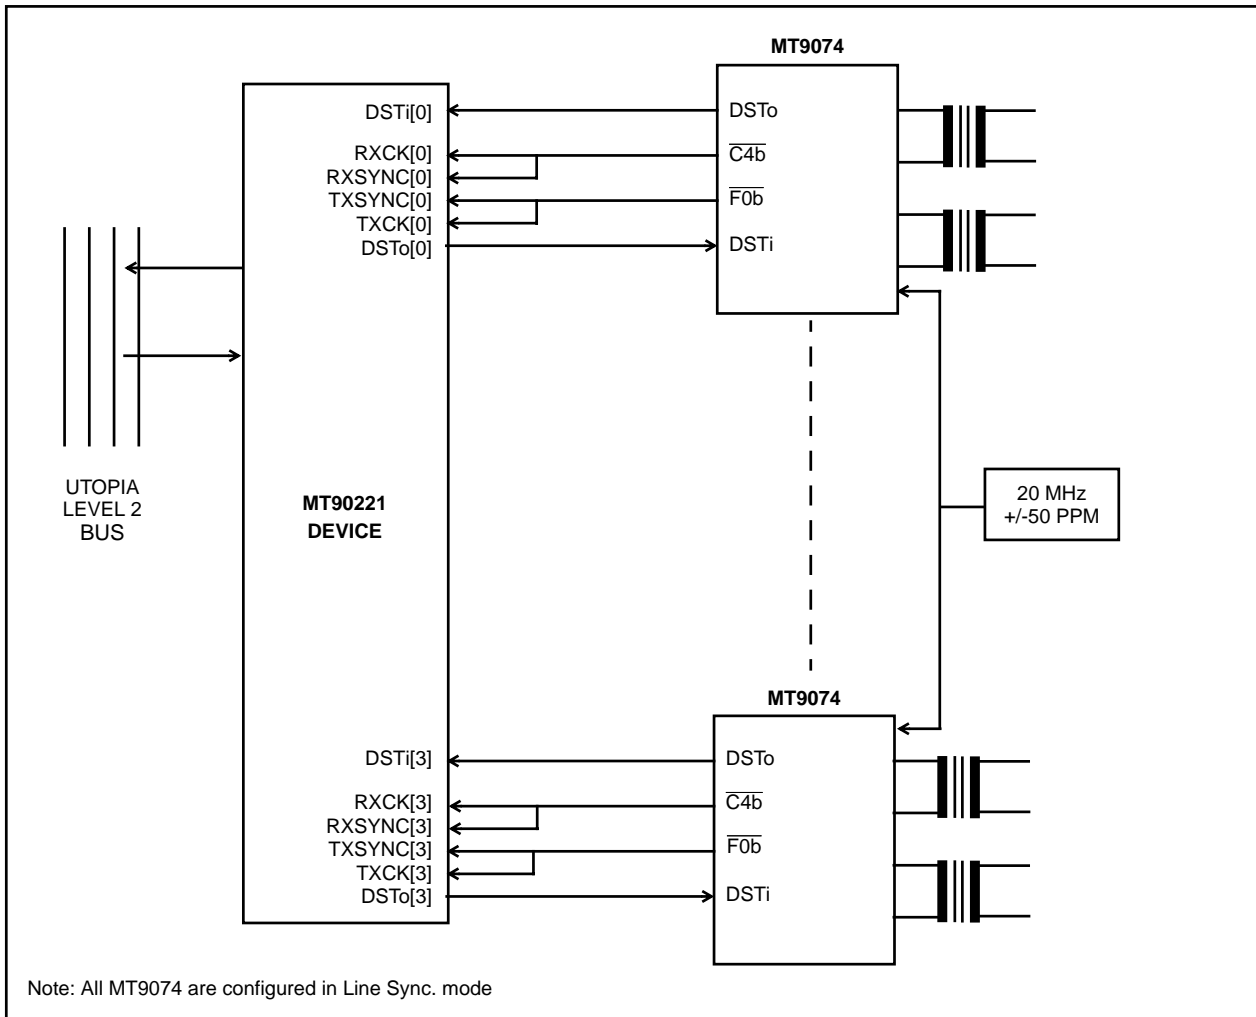 MT9074
DSTi[0]
RXCK[0]
RXSYNC[0]
TXSYNC[0]
TXCK[0]
DSTo[0]
DSTo
C4b
F0b
DSTi
UTOPIA
LEVEL 2
BUS
MT90221
DEVICE
20 MHz
+/-50 PPM
MT9074
DSTi[3]
RXCK[3]
RXSYNC[3]
TXSYNC[3]
TXCK[3]
DSTo[3]
DSTo
C4b
F0b
DSTi
Note: All MT9074 are configured in Line Sync. mode